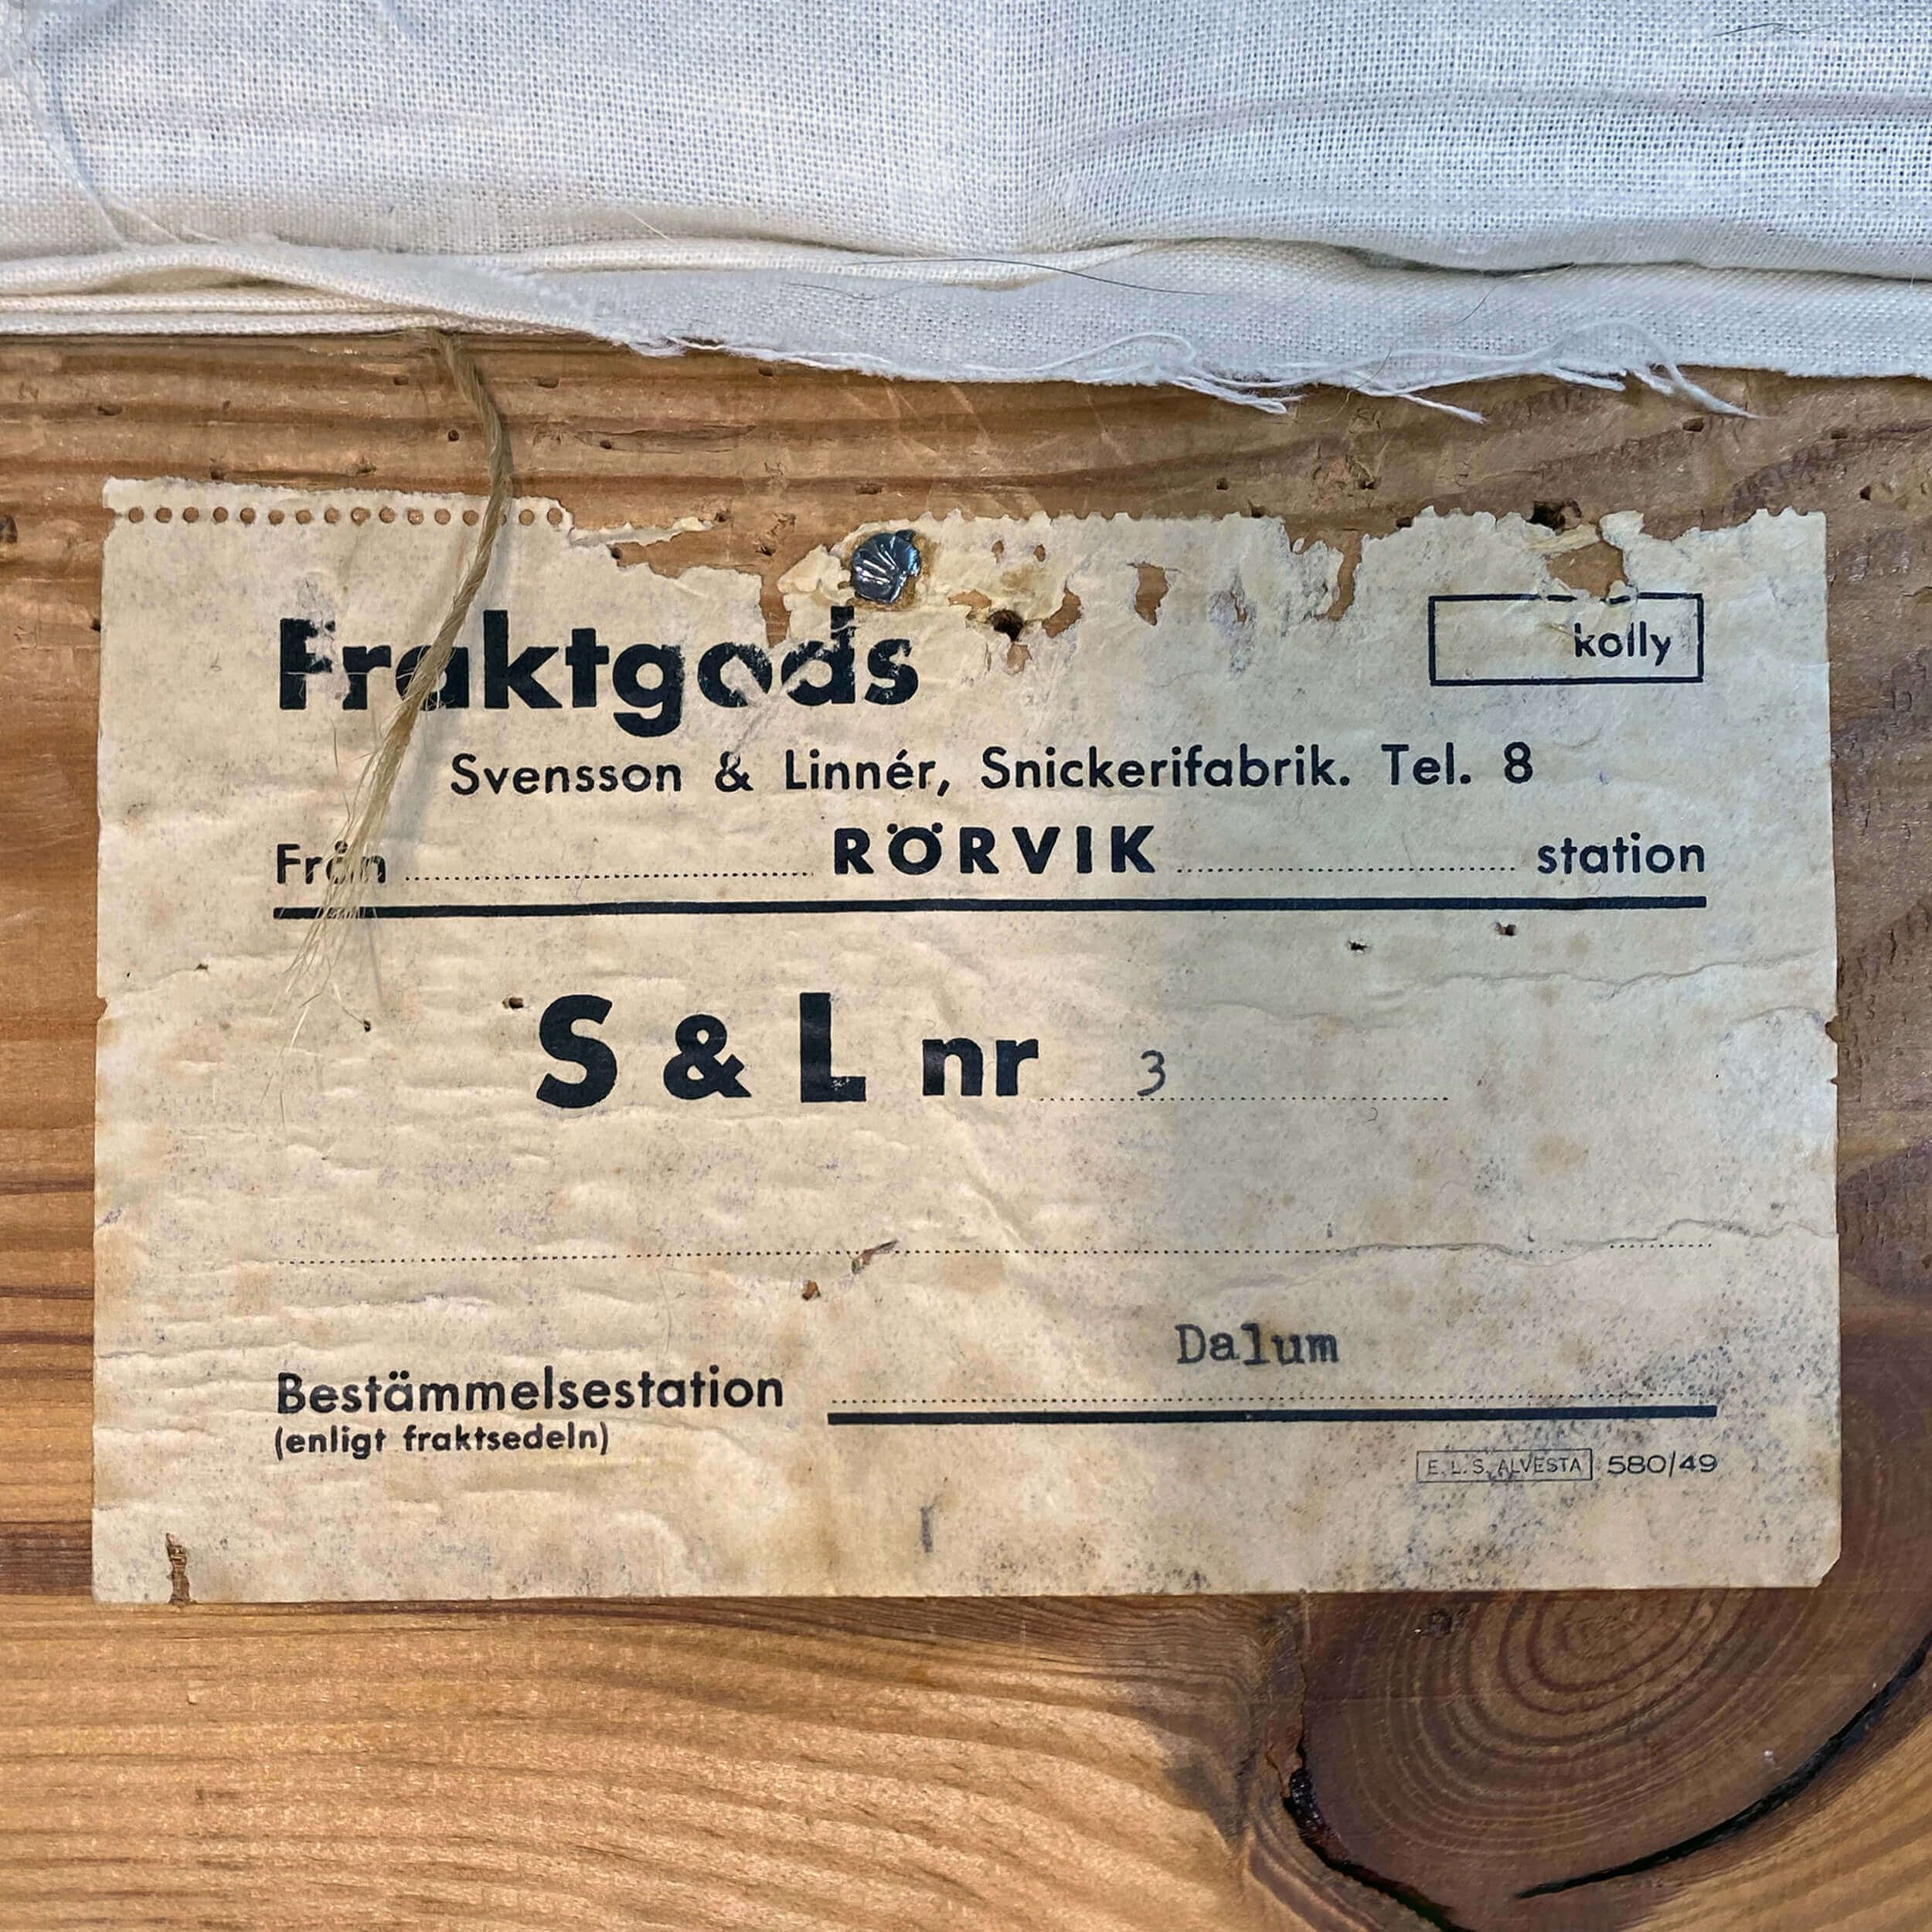 Fraktgods
kolly
Svensson & Linnér, Snickerifabrik. Tel. 8
Från RÖRVIK station
S & L nr 3
Dalum
Bestämmelsestation
(enligt fraktsedeln)
E. L. S. ALVESTA 580/49